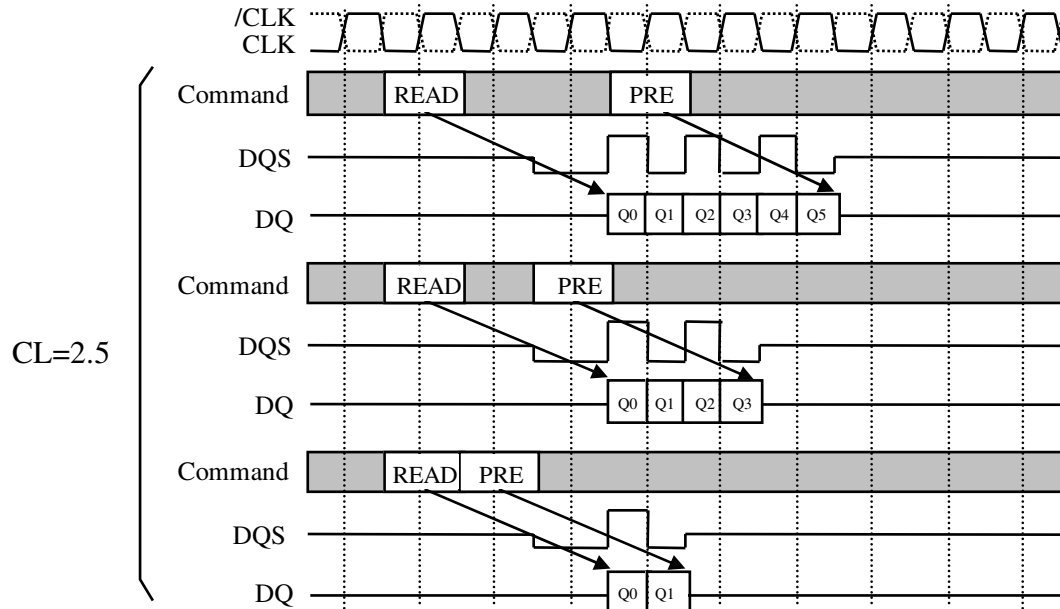 /CLK
CLK
Command READ PRE
DQS
DQ Q0 Q1 Q2 Q3 Q4 Q5
Command READ PRE
CL=2.5
DQS
DQ Q0 Q1 Q2 Q3
Command READ PRE
DQS
DQ Q0 Q1